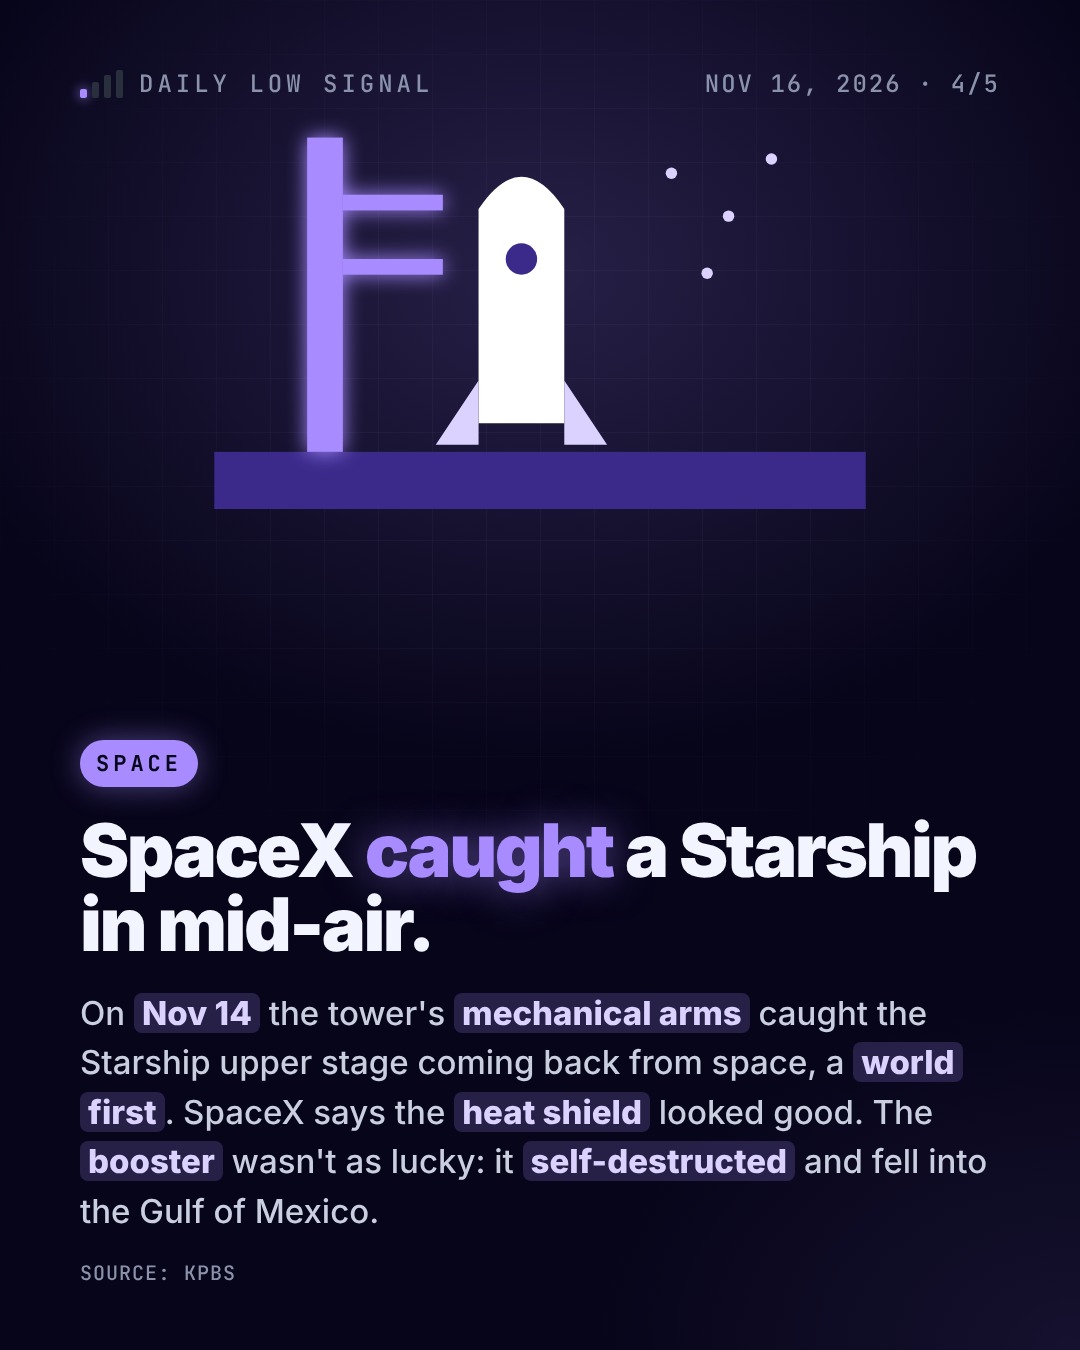 DAILY LOW SIGNAL
NOV 16, 2026 · 4/5
SPACE
SpaceX caught a Starship
in mid-air.
On Nov 14 the tower's mechanical arms caught the
Starship upper stage coming back from space, a world
first. SpaceX says the heat shield looked good. The
booster wasn't as lucky: it self-destructed and fell into
the Gulf of Mexico.
SOURCE: KPBS